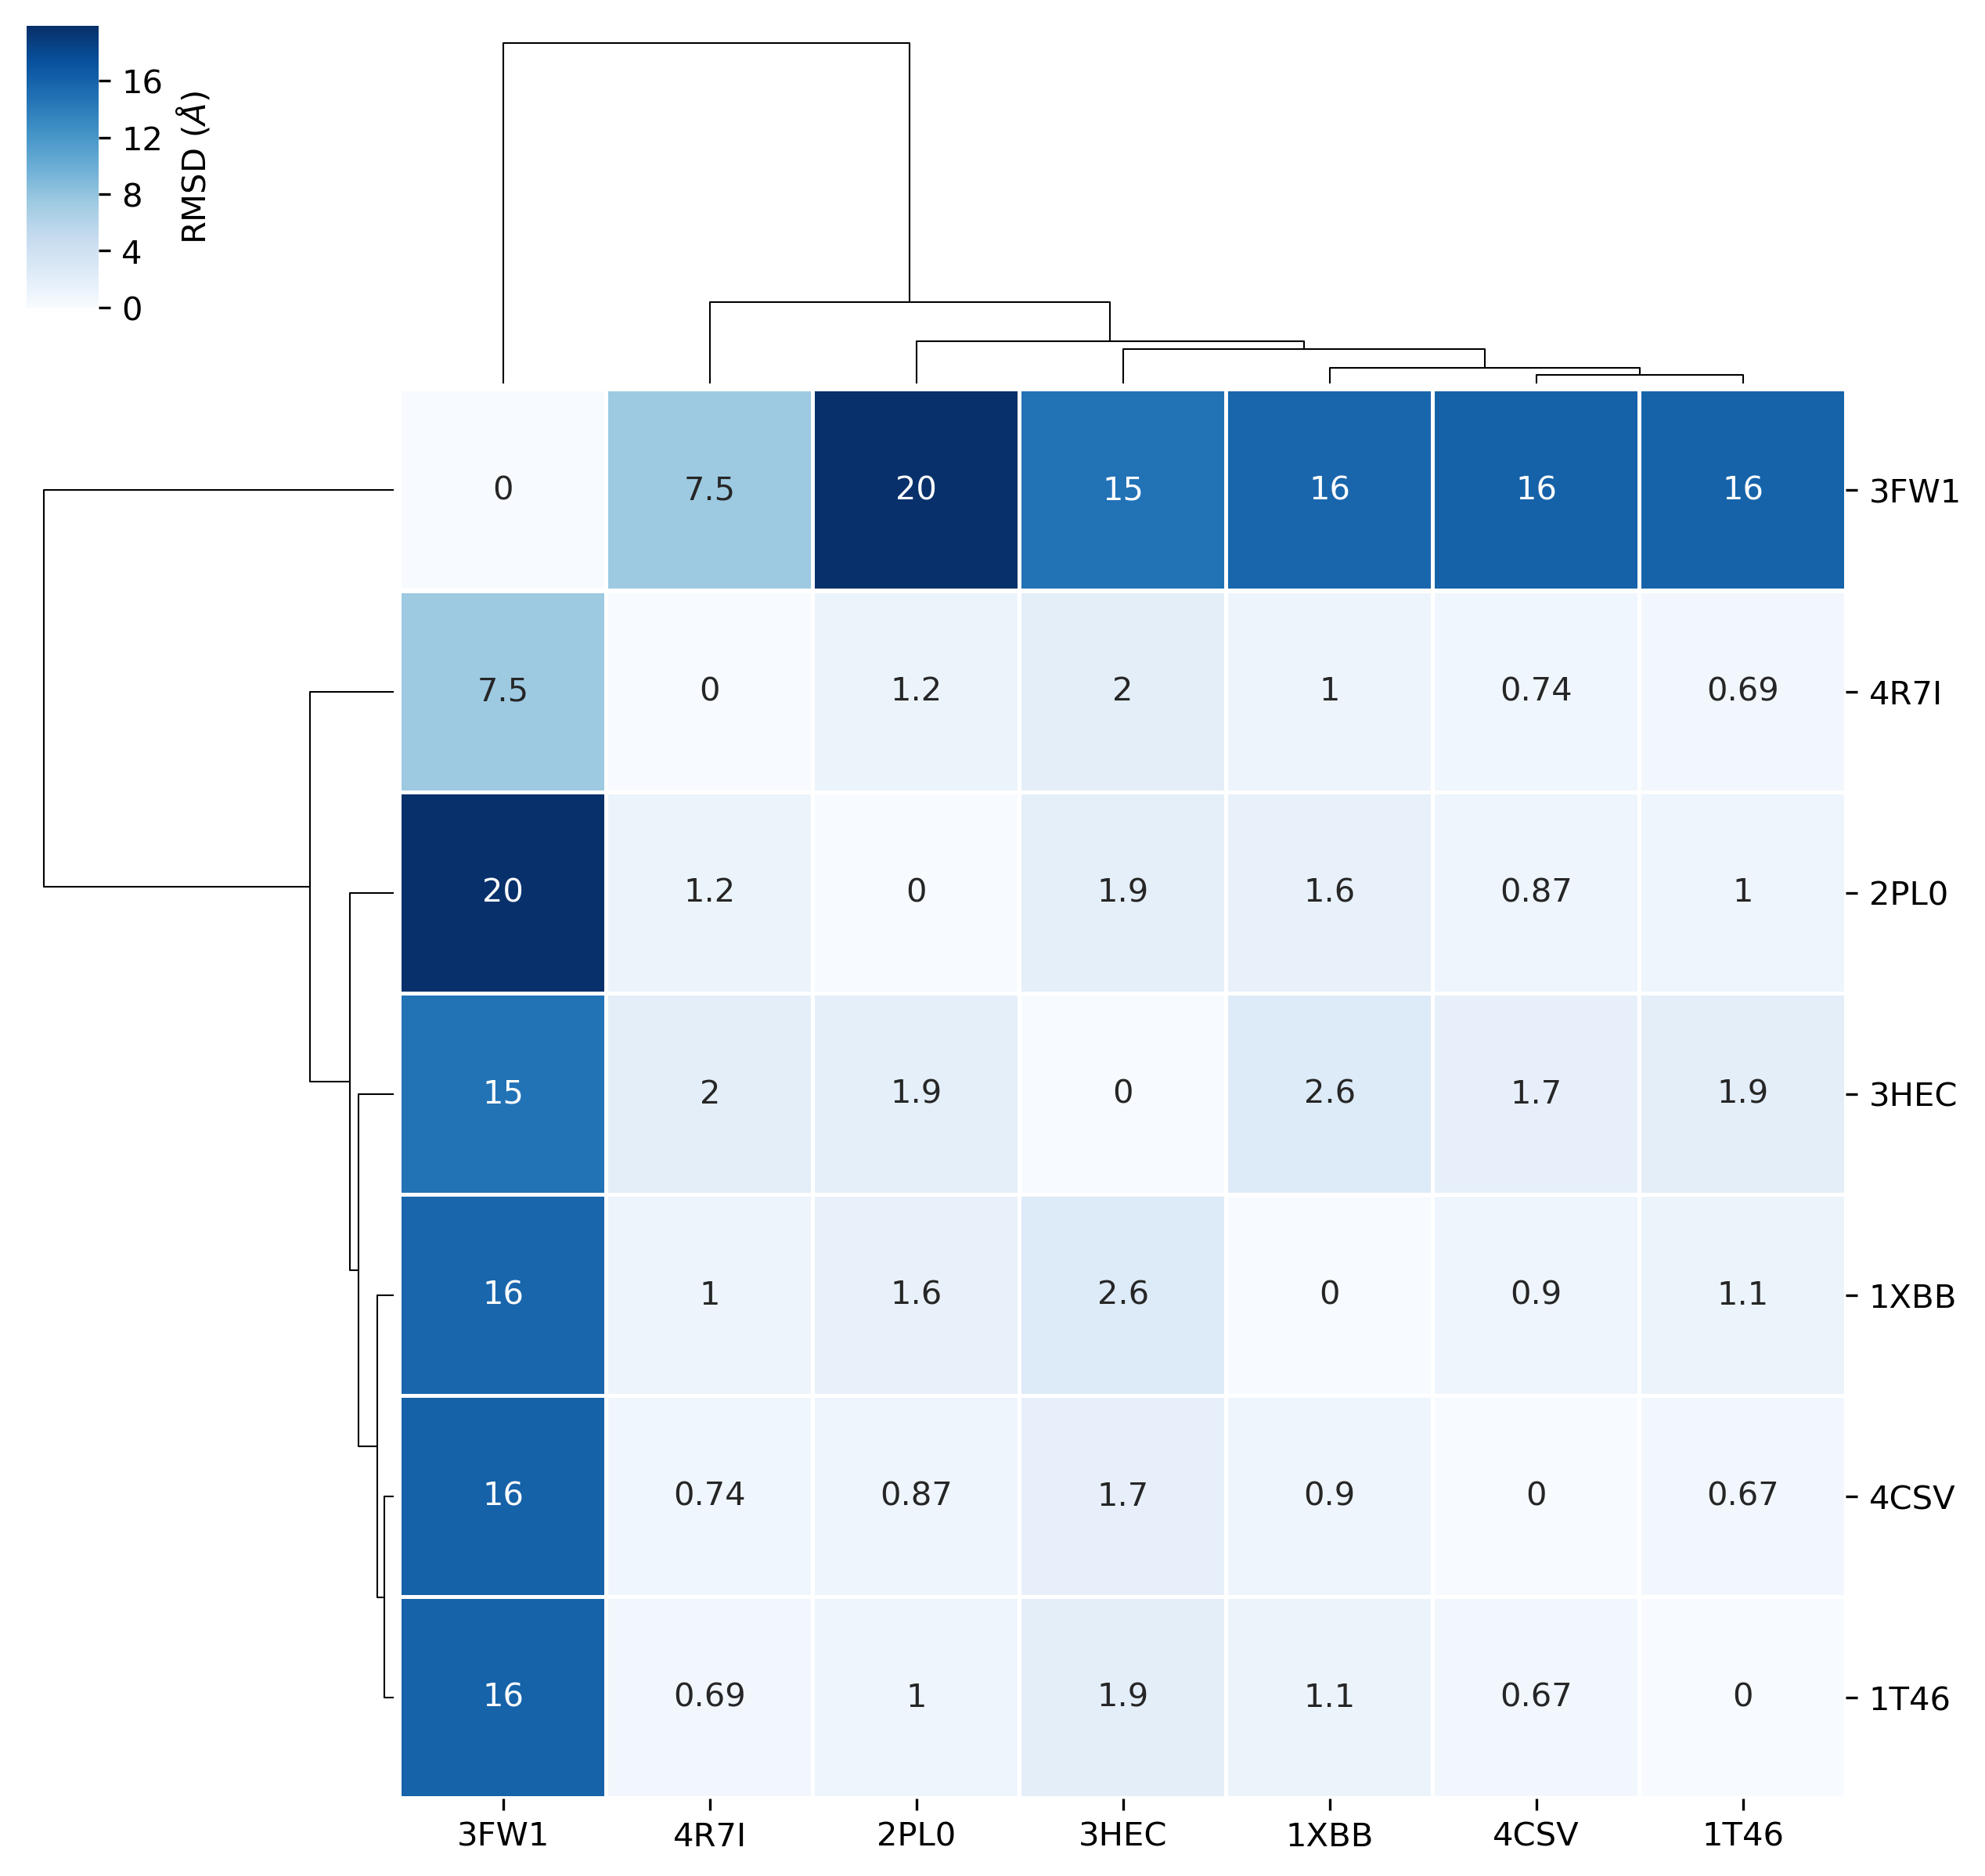 16
12
8
4
0
RMSD (Å)
0 7.5 20 15 16 16 16 3FW1
7.5 0 1.2 2 1 0.74 0.69 4R7I
20 1.2 0 1.9 1.6 0.87 1 2PL0
15 2 1.9 0 2.6 1.7 1.9 3HEC
16 1 1.6 2.6 0 0.9 1.1 1XBB
16 0.74 0.87 1.7 0.9 0 0.67 4CSV
16 0.69 1 1.9 1.1 0.67 0 1T46
3FW1 4R7I 2PL0 3HEC 1XBB 4CSV 1T46